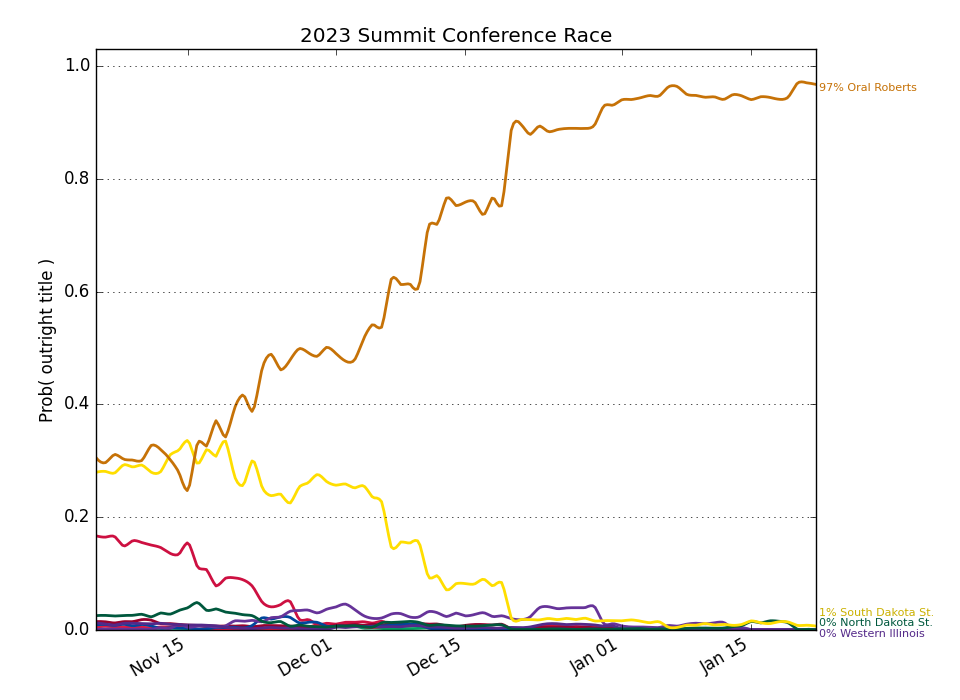 2023 Summit Conference Race
1.0
0.8
0.6
0.4
0.2
0.0
Prob( outright title )
97% Oral Roberts
1% South Dakota St.
0% North Dakota St.
0% Western Illinois
Nov 15
Dec 01
Dec 15
Jan 01
Jan 15